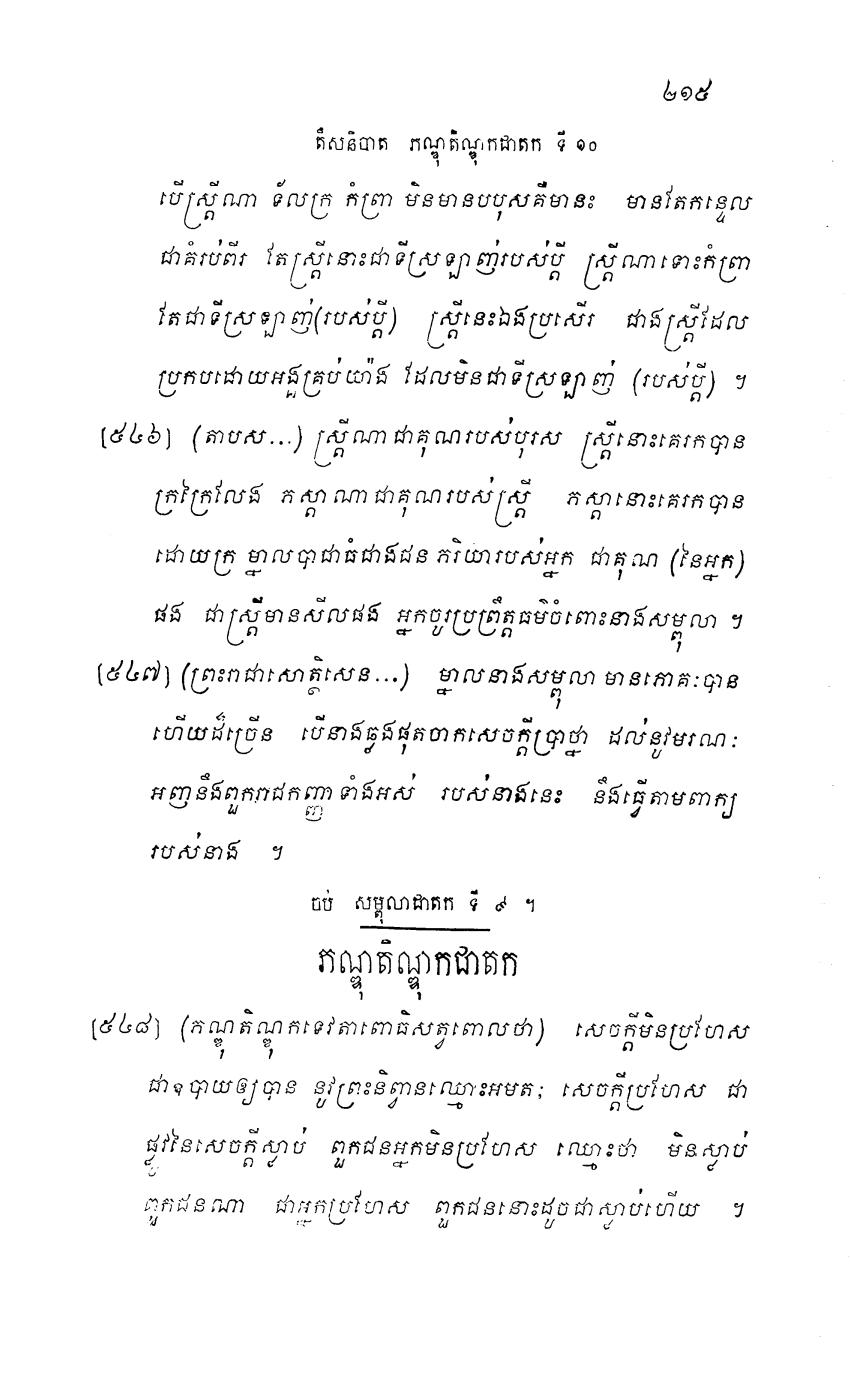 ២១៥
តឹសនិបាត ភណ្ឌុតិណ្ឌុកជាតក ទី ១០
បើស្ត្រីណា ទ័លក្រ កំព្រា មិនមានបបុសគឺមានះ មានតែកន្ទេល
ជាគំរប់ពីរ តែស្ត្រីនោះជាទីស្រឡាញ់របស់ប្តី ស្ត្រីណាទោះកំព្រា
តែជាទីស្រឡាញ់(របស់ប្តី) ស្ត្រីនេះឯងប្រសើរ ជាងស្ត្រីដែល
ប្រកបដោយអង្គគ្រប់យ៉ាង ដែលមិនជាទីស្រឡាញ់ (របស់ប្តី) ។
[៥៤៦] (តាបស...) ស្ត្រីណាជាគុណរបស់បុរស ស្ត្រីនោះគេរកបាន
ក្រក្រៃលែង ភស្តាណាជាគុណរបស់ស្ត្រី ភស្តានោះគេរកបាន
ដោយក្រ ម្នាលបាជាធំជាងជន ភរិយារបស់អ្នក ជាគុណ (នៃអ្នក)
ផង ជាស្ត្រីមានសីលផង អ្នកចូរប្រព្រឹត្តធម៌ចំពោះនាងសម្ពុលា ។
[៥៤៧] (ព្រះរាជាសោត្ថិសេន...) ម្នាលនាងសម្ពុលា មានភោគៈបាន
ហើយដ៏ច្រើន បើនាងធ្វងផុតចាកសេចក្តីប្រាថ្នា ដល់នូវមរណៈ
អញនឹងពួករាជកញ្ញាទាំងអស់ របស់នាងនេះ នឹងធ្វើតាមពាក្យ
របស់នាង ។
ចប់ សម្ពុលាជាតក ទី ៩ ។
ភណ្ឌុតិណ្ឌុកជាតក
[៥៤៨] (ភណ្ឌុតិណ្ឌុកទេវតាពោធិសត្វពោលថា) សេចក្តីមិនប្រហែស
ជាឧបាយឲ្យបាន នូវព្រះនិព្វានឈ្មោះអមតៈ សេចក្តីប្រហែស ជា
ផ្លូវនៃសេចក្តីស្លាប់ ពួកជនអ្នកមិនប្រហែស ឈ្មោះថា មិនស្លាប់
ពួកជនណា ជាអ្នកប្រហែស ពួកជននោះដូចជាស្លាប់ហើយ ។